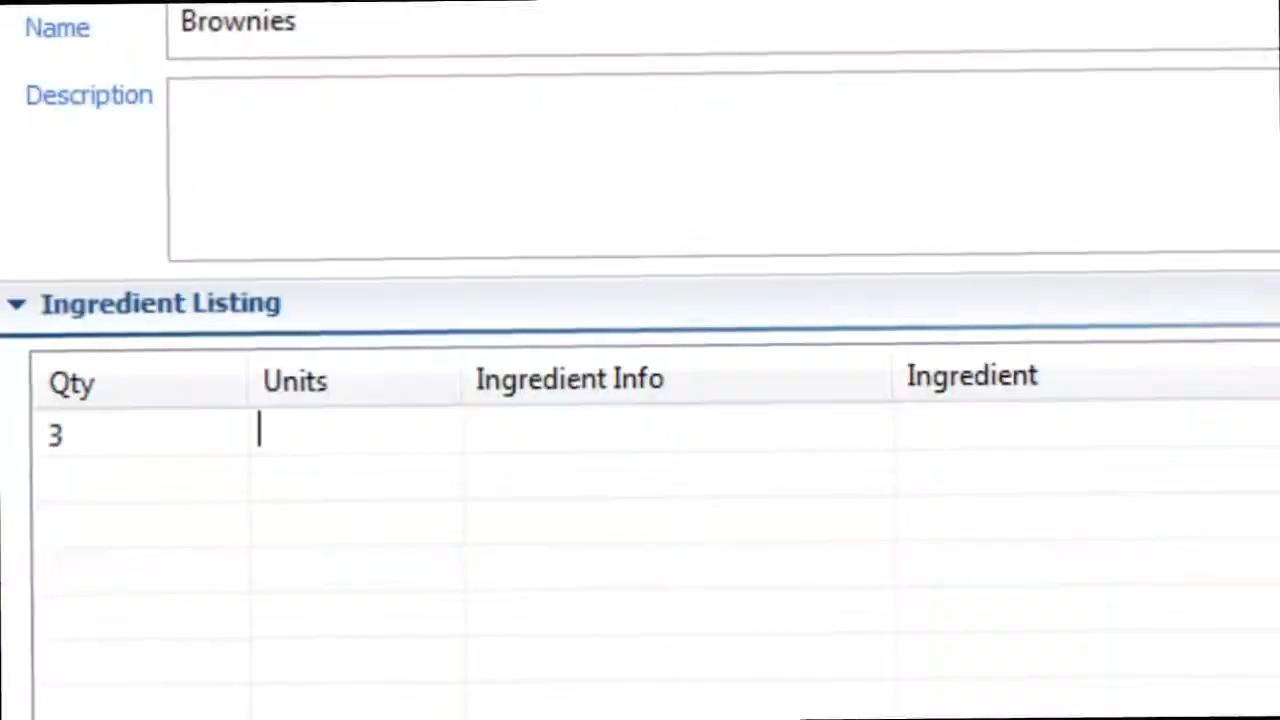 Name Brownies
Description
Ingredient Listing
Qty Units Ingredient Info Ingredient
3